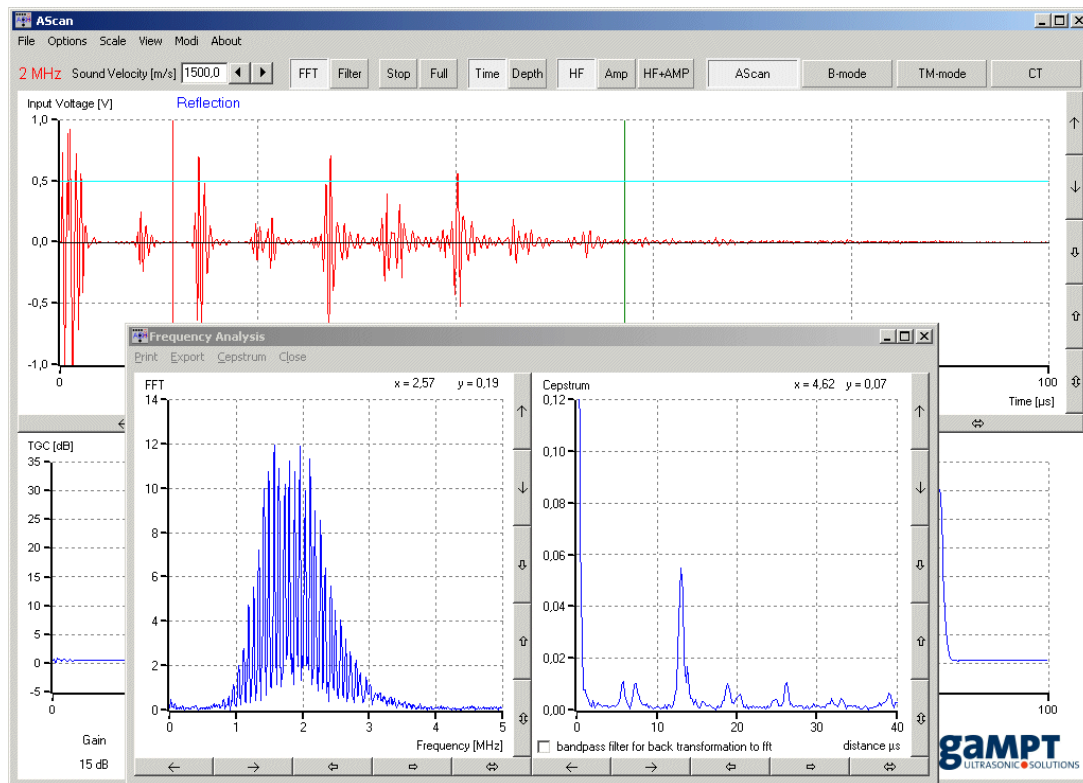 AScan
File Options Scale View Modi About
2 MHz Sound Velocity [m/s] 1500,0 FFT Filter Stop Full Time Depth HF Amp HF+AMP AScan B-mode TM-mode CT
Input Voltage [V] Reflection
1,0
0,5
0,0
-0,5
-1,0
0 100
Time [µs]
Frequency Analysis
Print Export Cepstrum Close
FFT x = 2,57 y = 0,19
14
12
10
8
6
4
2
0
0 1 2 3 4 5
Frequency [MHz]
Cepstrum x = 4,62 y = 0,07
0,12
0,10
0,08
0,06
0,04
0,02
0,00
0 10 20 30 40
bandpass filter for back transformation to fft distance µs
TGC [dB]
35
30
25
20
15
10
5
0
-5
0 100
Gain
15 dB
gaMPT
ULTRASONIC SOLUTIONS